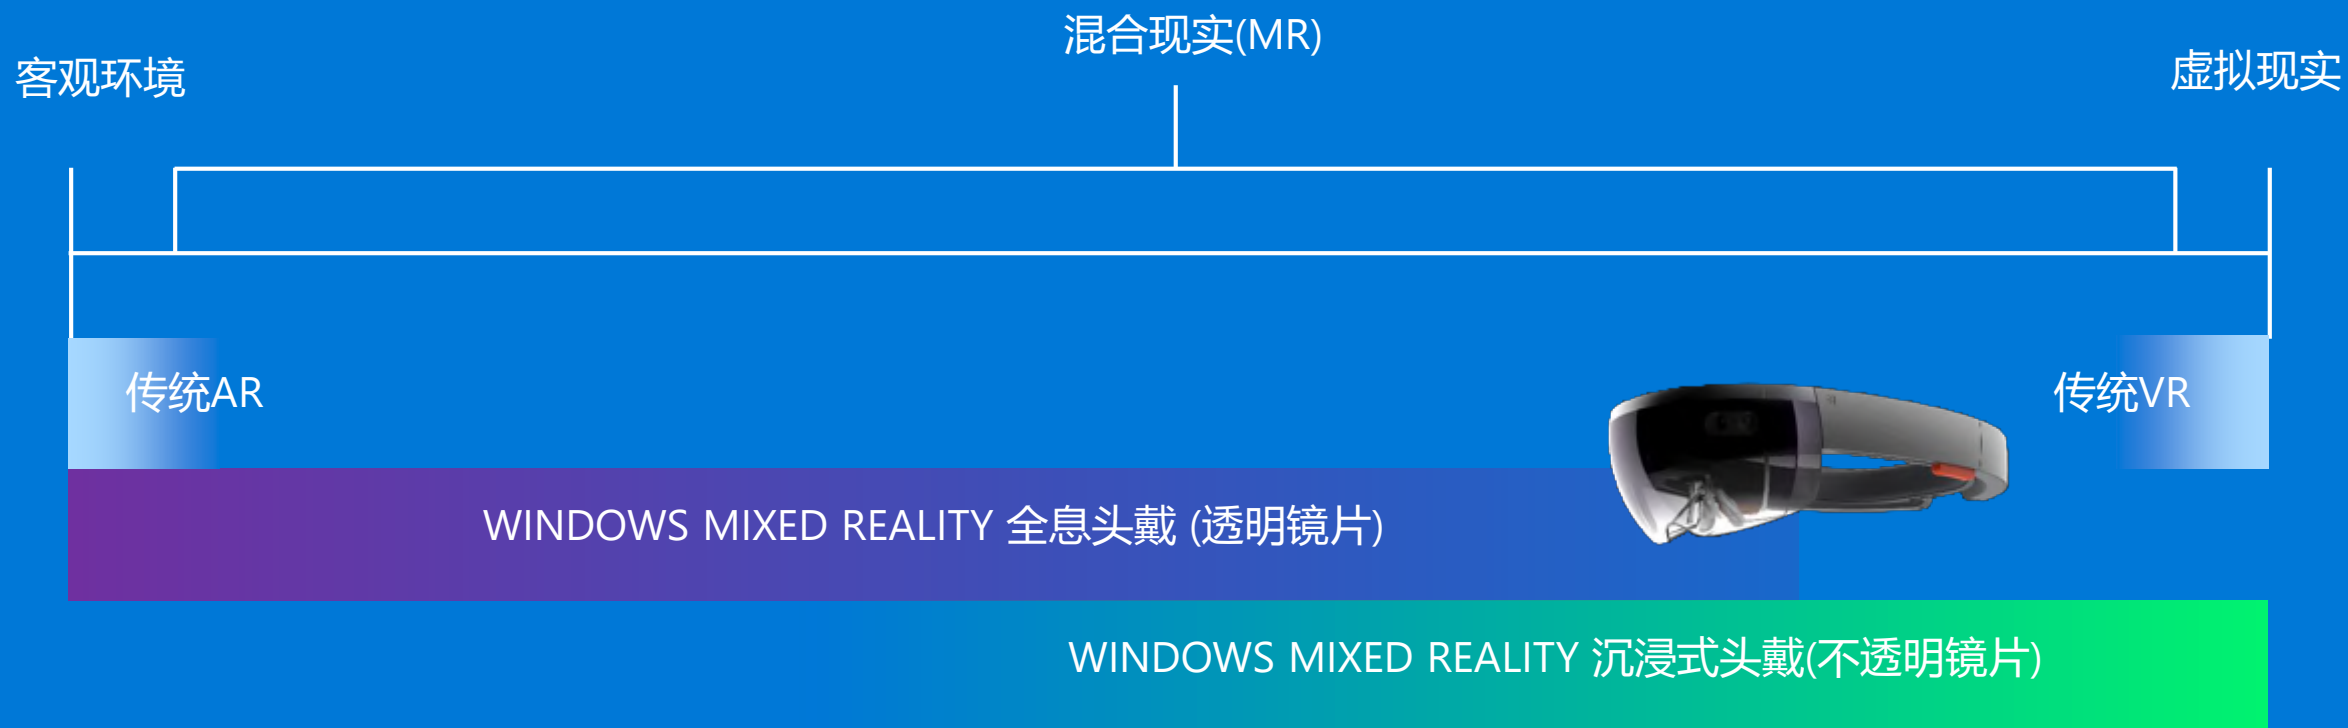 混合现实(MR)
客观环境
虚拟现实
传统AR
传统VR
WINDOWS MIXED REALITY 全息头戴 (透明镜片)
WINDOWS MIXED REALITY 沉浸式头戴(不透明镜片)